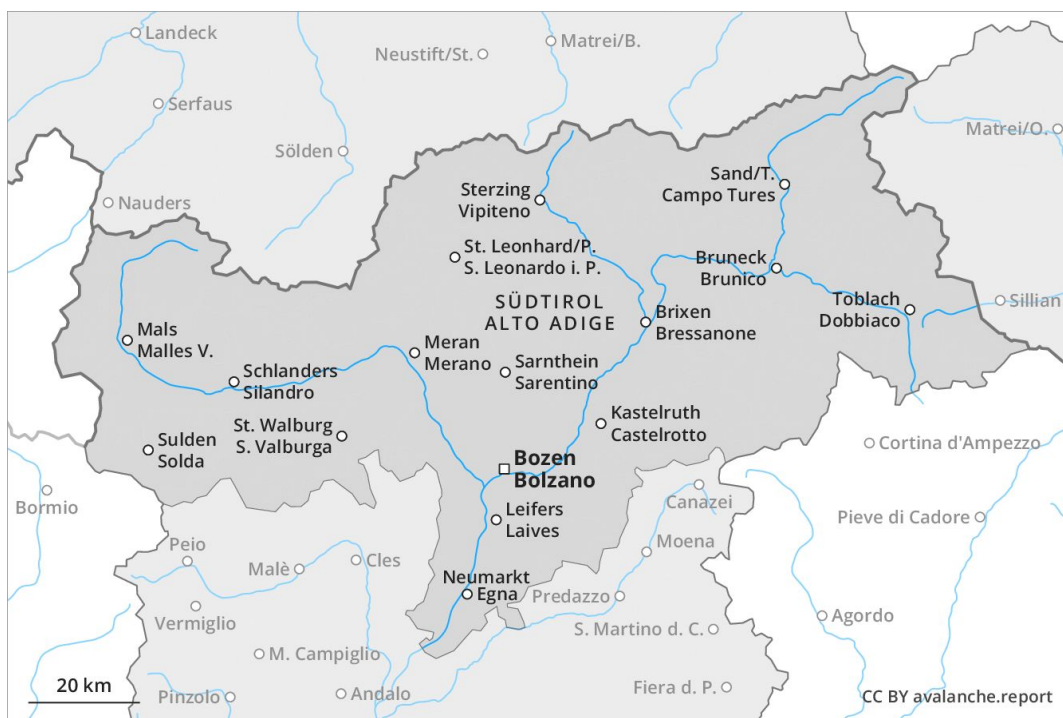 Landeck
Neustift/St.
Matrei/B.
Serfaus
Sölden
Matrei/O.
Nauders
Sterzing
Vipiteno
Sand/T.
Campo Tures
St. Leonhard/P.
S. Leonardo i. P.
Bruneck
Brunico
SÜDTIROL
ALTO ADIGE
Toblach
Dobbiaco
Sillian
Brixen
Bressanone
Mals
Malles V.
Meran
Merano
Schlanders
Silandro
Sarnthein
Sarentino
St. Walburg
S. Valburga
Kastelruth
Castelrotto
Sulden
Solda
Cortina d'Ampezzo
Bozen
Bolzano
Bormio
Canazei
Leifers
Laives
Pieve di Cadore
Peio
Malè
Cles
Moena
Neumarkt
Egna
Predazzo
Vermiglio
Agordo
S. Martino d. C.
M. Campiglio
20 km
Pinzolo
Andalo
Fiera d. P.
CC BY avalanche.report